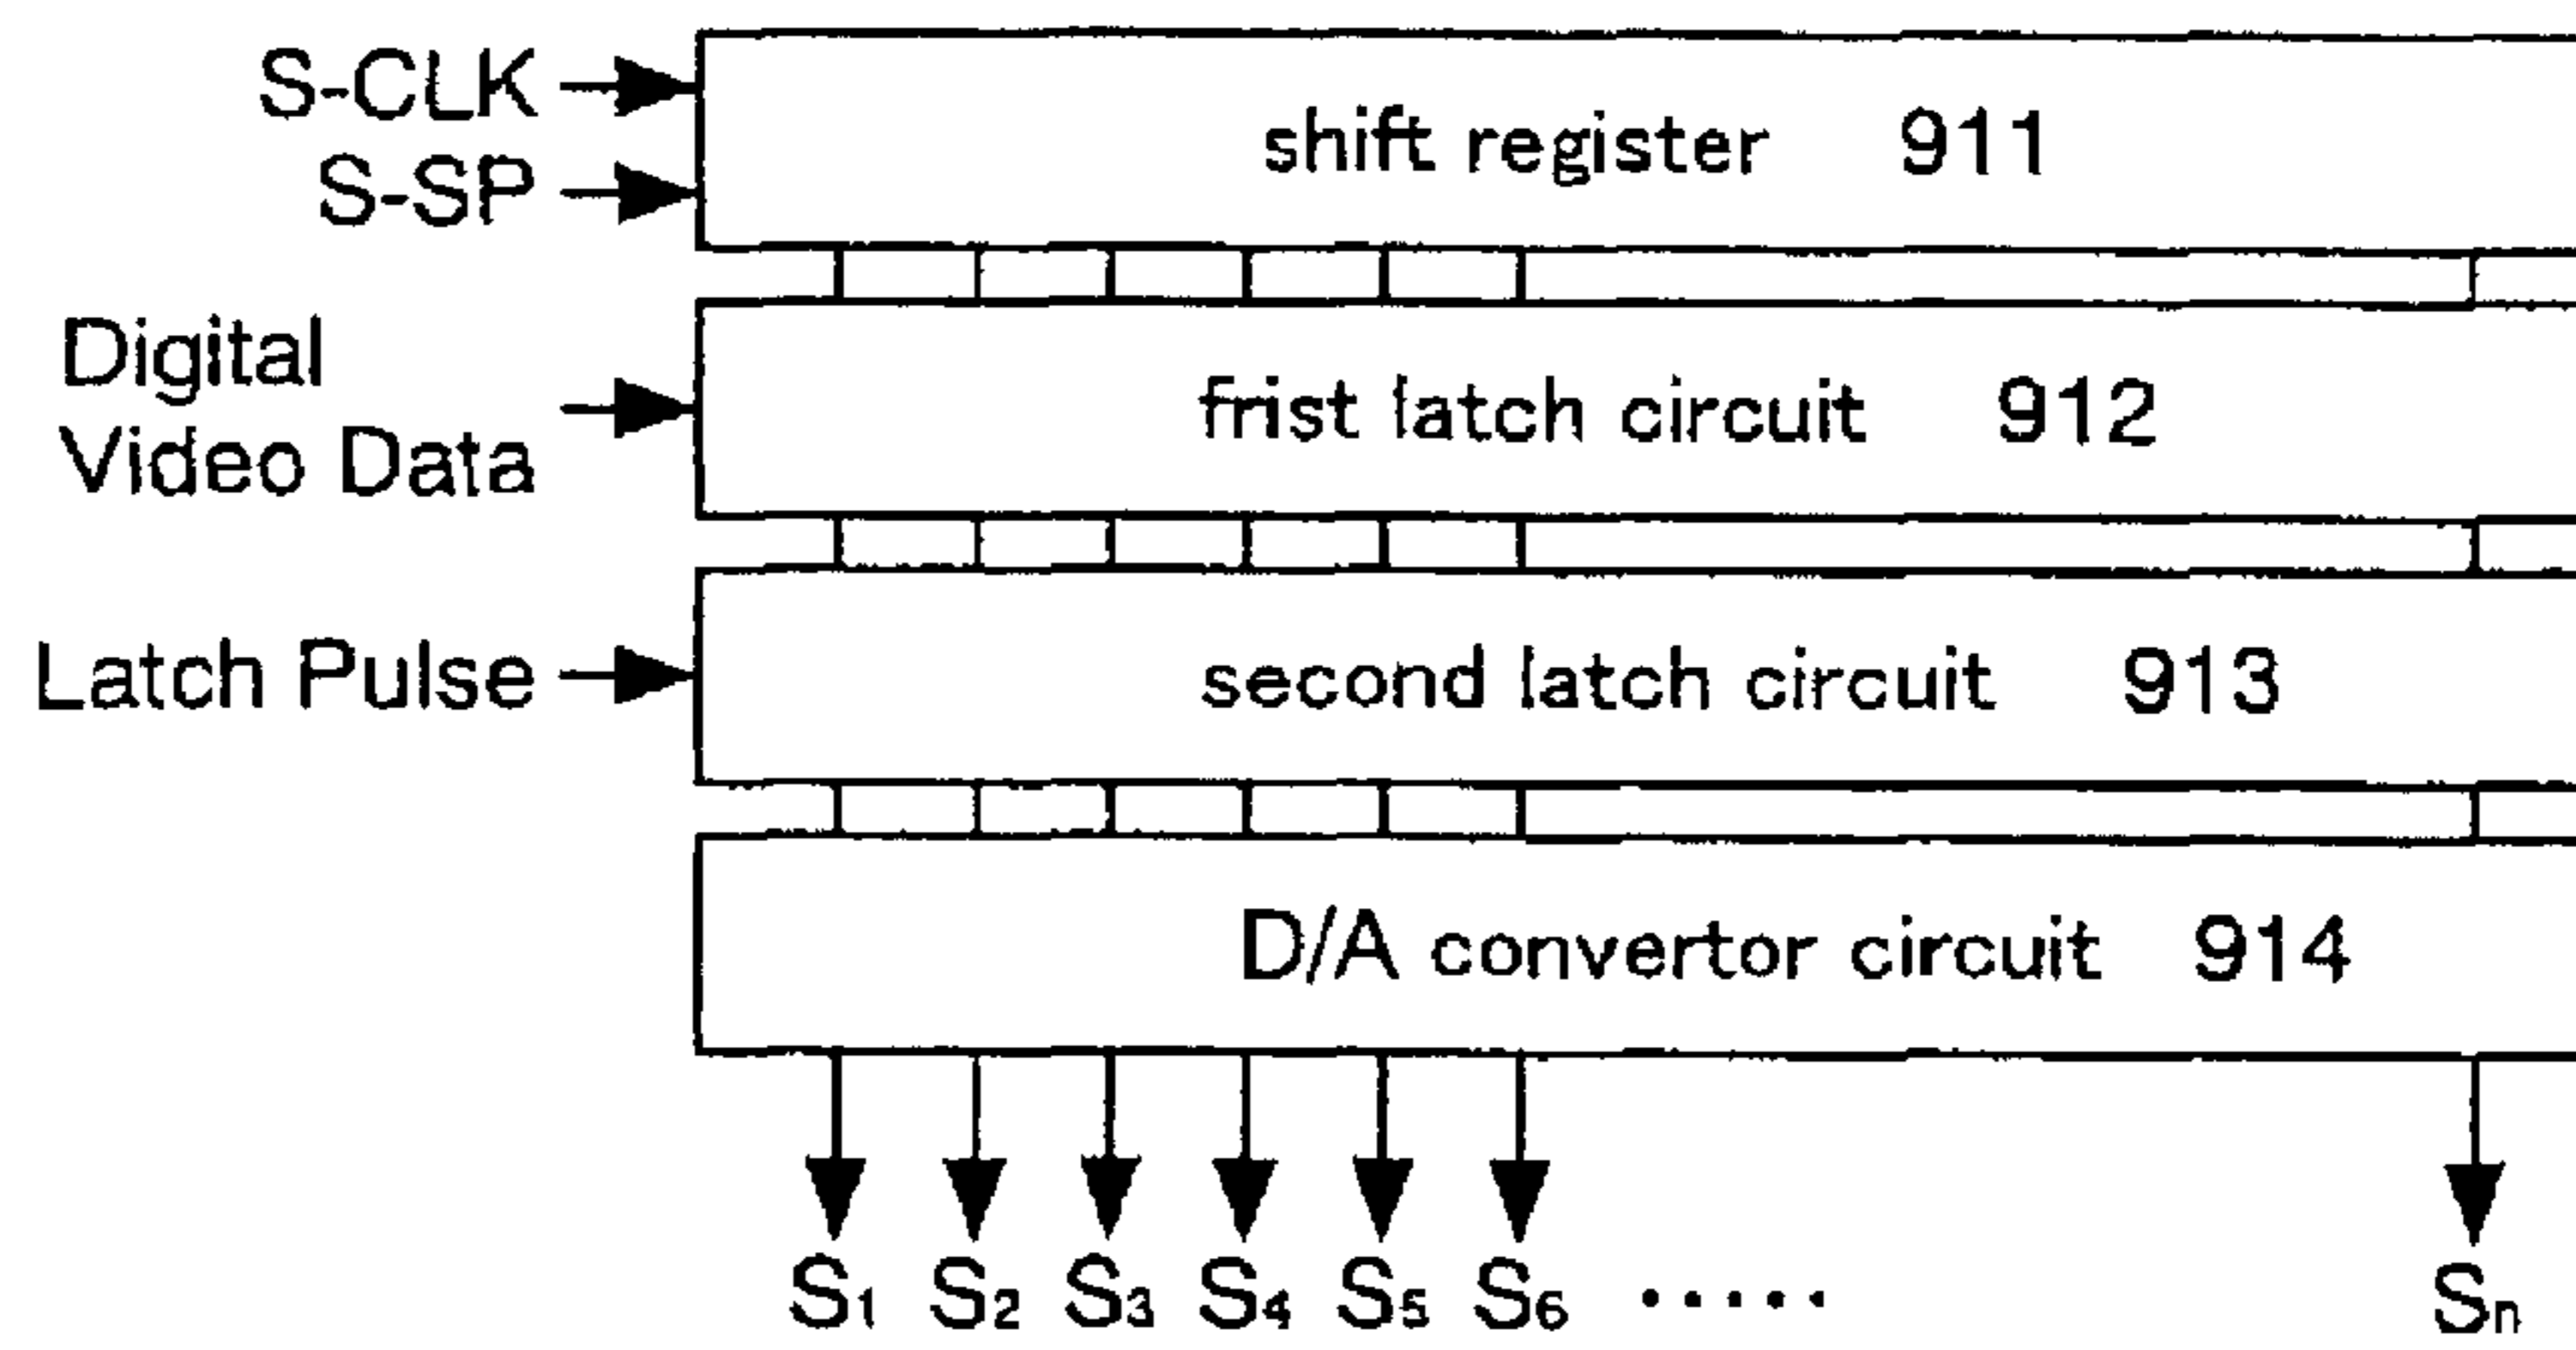 S-CLK
S-SP
shift register 911
Digital
Video Data
frist latch circuit 912
Latch Pulse
second latch circuit 913
D/A convertor circuit 914
S1 S2 S3 S4 S5 S6 ..... Sn